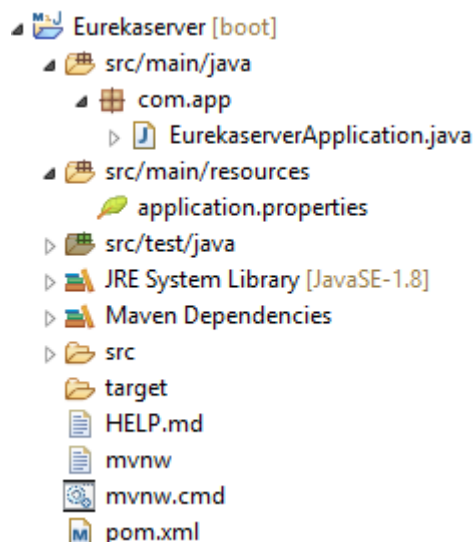 Eurekaserver [boot]
src/main/java
com.app
EurekaserverApplication.java
src/main/resources
application.properties
src/test/java
JRE System Library [JavaSE-1.8]
Maven Dependencies
src
target
HELP.md
mvnw
mvnw.cmd
pom.xml